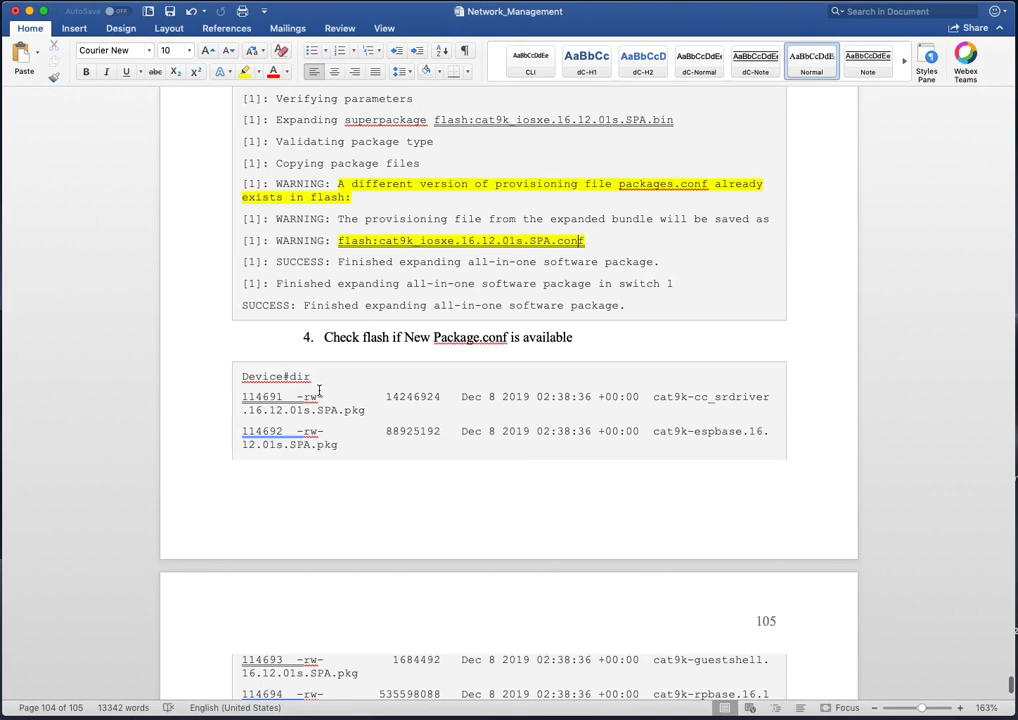 AutoSave OFF
Network_Management
Search in Document
Home Insert Draw Design Layout References Mailings Review View
Share
Paste
Courier New 10
AaBbCcDdEe AaBbCc AaBbCcD AaBbCcDdEe AaBbCcDdEe AaBbCcDdE AaBbCcDdEe
CLI dC-H1 dC-H2 dC-Normal dC-Note Normal Note
Styles Pane
Webex Teams
[1]: Verifying parameters
[1]: Expanding superpackage flash:cat9k_iosxe.16.12.01s.SPA.bin
[1]: Validating package type
[1]: Copying package files
[1]: WARNING: A different version of provisioning file packages.conf already
exists in flash:
[1]: WARNING: The provisioning file from the expanded bundle will be saved as
[1]: WARNING: flash:cat9k_iosxe.16.12.01s.SPA.conf
[1]: SUCCESS: Finished expanding all-in-one software package.
[1]: Finished expanding all-in-one software package in switch 1
SUCCESS: Finished expanding all-in-one software package.
4. Check flash if New Package.conf is available
Device#dir
114691 -rw- 14246924 Dec 8 2019 02:38:36 +00:00 cat9k-cc_srdriver
.16.12.01s.SPA.pkg
114692 -rw- 88925192 Dec 8 2019 02:38:36 +00:00 cat9k-espbase.16.
12.01s.SPA.pkg
105
114693 -rw- 1684492 Dec 8 2019 02:38:36 +00:00 cat9k-guestshell.
16.12.01s.SPA.pkg
114694 -rw- 535598088 Dec 8 2019 02:38:36 +00:00 cat9k-rpbase.16.1
Page 104 of 105 13342 words English (United States) Focus 163%